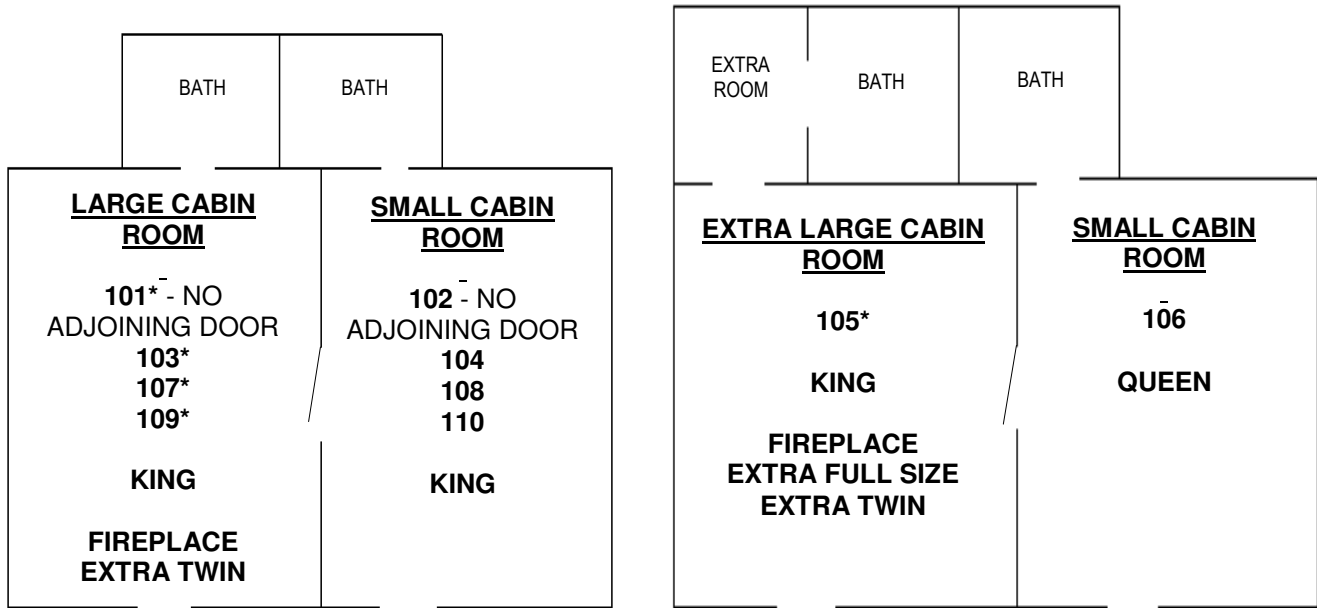 BATH
BATH
LARGE CABIN
ROOM
101* - NO
ADJOINING DOOR
103*
107*
109*
KING
FIREPLACE
EXTRA TWIN
SMALL CABIN
ROOM
102 - NO
ADJOINING DOOR
104
108
110
KING
EXTRA
ROOM
BATH
BATH
EXTRA LARGE CABIN
ROOM
105*
KING
FIREPLACE
EXTRA FULL SIZE
EXTRA TWIN
SMALL CABIN
ROOM
106
QUEEN